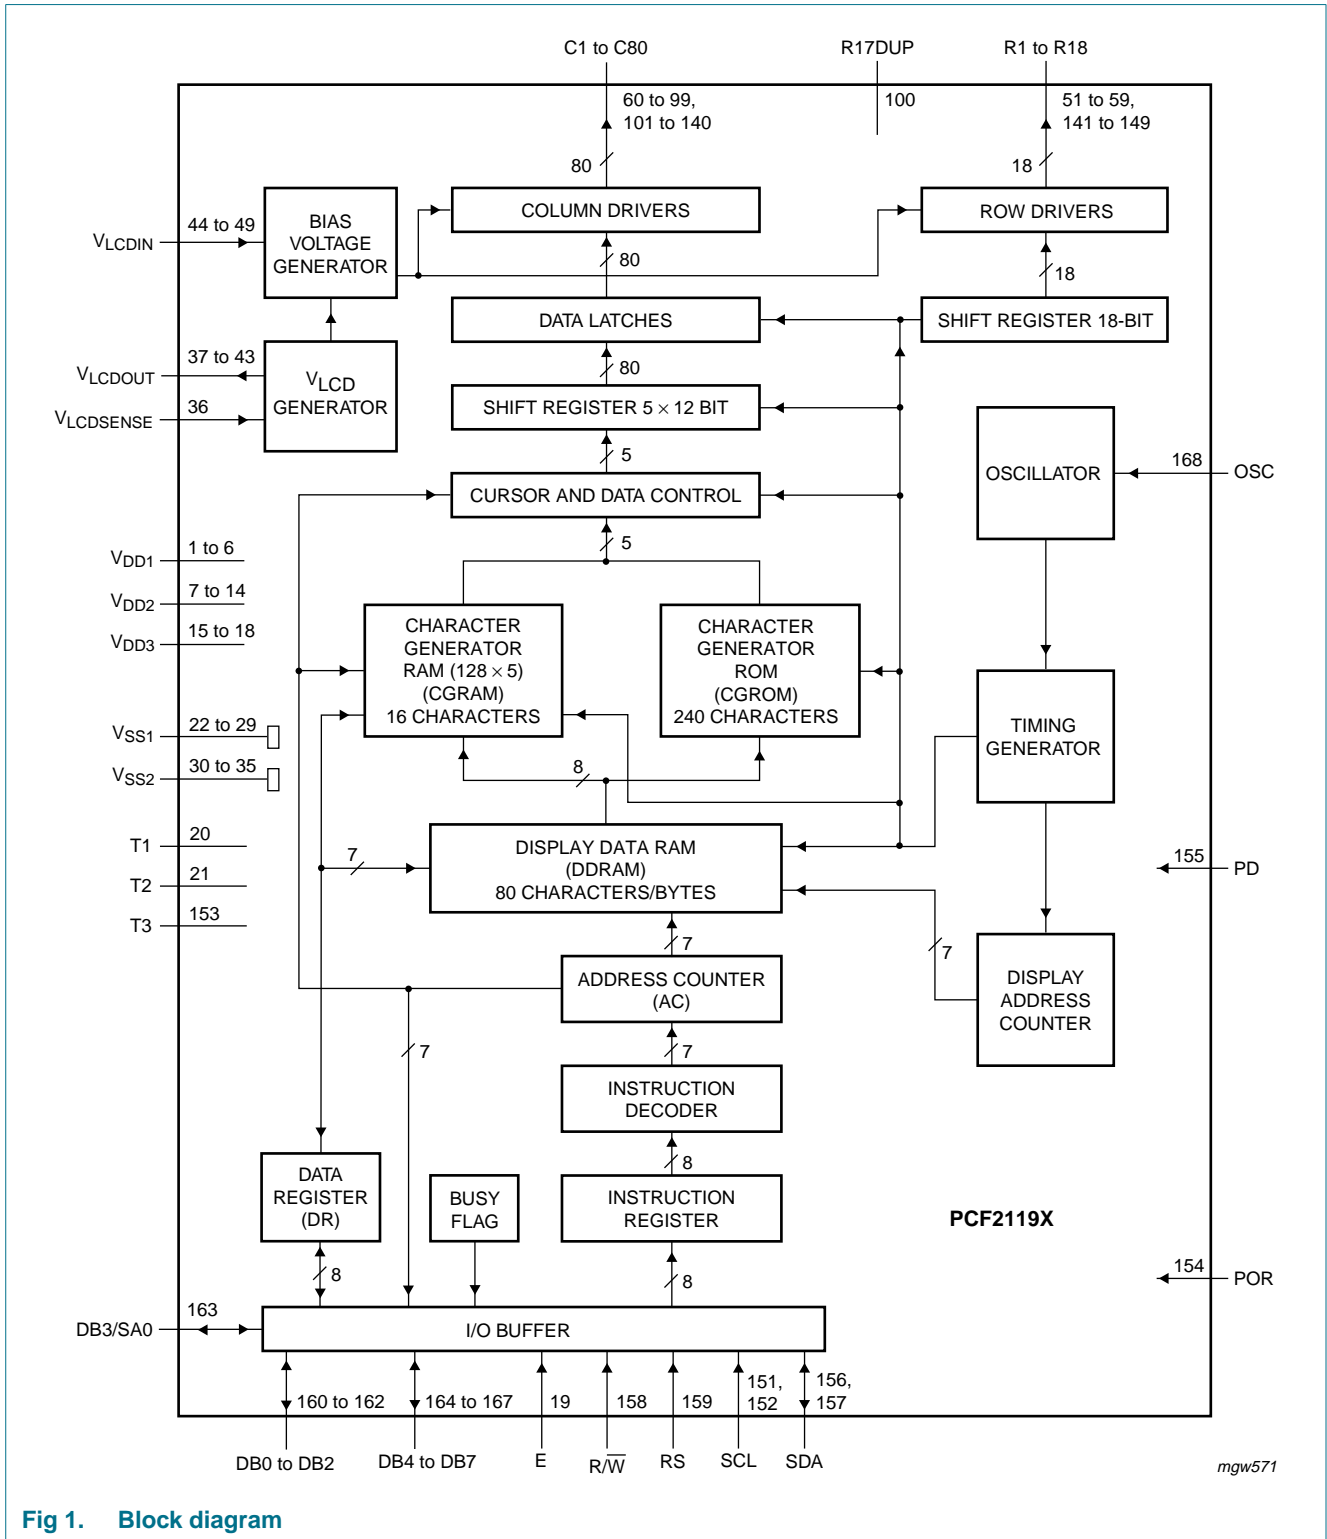 C1 to C80
R17DUP
R1 to R18
60 to 99,
101 to 140
100
51 to 59,
141 to 149
80
18
COLUMN DRIVERS
ROW DRIVERS
BIAS
VOLTAGE
GENERATOR
VLCDIN
44 to 49
80
18
DATA LATCHES
SHIFT REGISTER 18-BIT
VLCDOUT
37 to 43
VLCD
GENERATOR
80
VLCDSENSE
36
SHIFT REGISTER 5 × 12 BIT
5
OSCILLATOR
168
OSC
CURSOR AND DATA CONTROL
5
VDD1
1 to 6
VDD2
7 to 14
VDD3
15 to 18
CHARACTER
GENERATOR
RAM (128 × 5)
(CGRAM)
16 CHARACTERS
CHARACTER
GENERATOR
ROM
(CGROM)
240 CHARACTERS
TIMING
GENERATOR
VSS1
22 to 29
VSS2
30 to 35
8
T1
20
T2
21
T3
153
7
DISPLAY DATA RAM
(DDRAM)
80 CHARACTERS/BYTES
155
PD
7
7
ADDRESS COUNTER
(AC)
DISPLAY
ADDRESS
COUNTER
7
7
INSTRUCTION
DECODER
8
DATA
REGISTER
(DR)
BUSY
FLAG
INSTRUCTION
REGISTER
PCF2119X
8
8
154
POR
DB3/SA0
163
I/O BUFFER
160 to 162
164 to 167
19
158
159
151,
152
156,
157
DB0 to DB2
DB4 to DB7
E
R/W̅
RS
SCL
SDA
mgw571
Fig 1. Block diagram